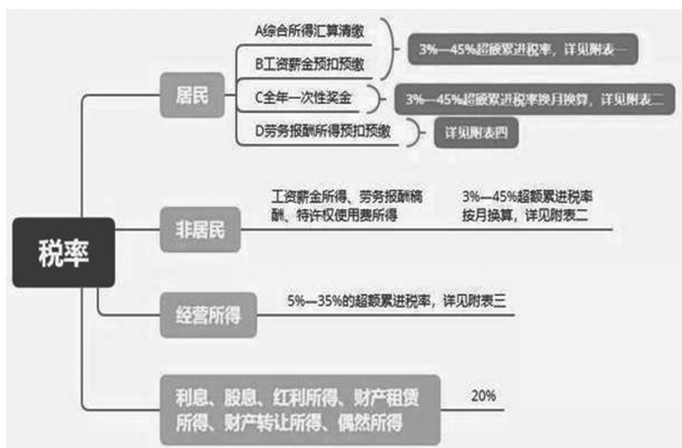 税率
居民
A综合所得汇算清缴
B工资薪金预扣预缴
3%—45%超额累进税率，详见附表一
C全年一次性奖金
3%—45%超额累进税率换月换算，详见附表二
D劳务报酬所得预扣预缴
详见附表四
非居民
工资薪金所得、劳务报酬稿
酬、特许权使用费所得
3%—45%超额累进税率
按月换算，详见附表二
经营所得
5%—35%的超额累进税率，详见附表三
利息、股息、红利所得、财产租赁
所得、财产转让所得、偶然所得
20%